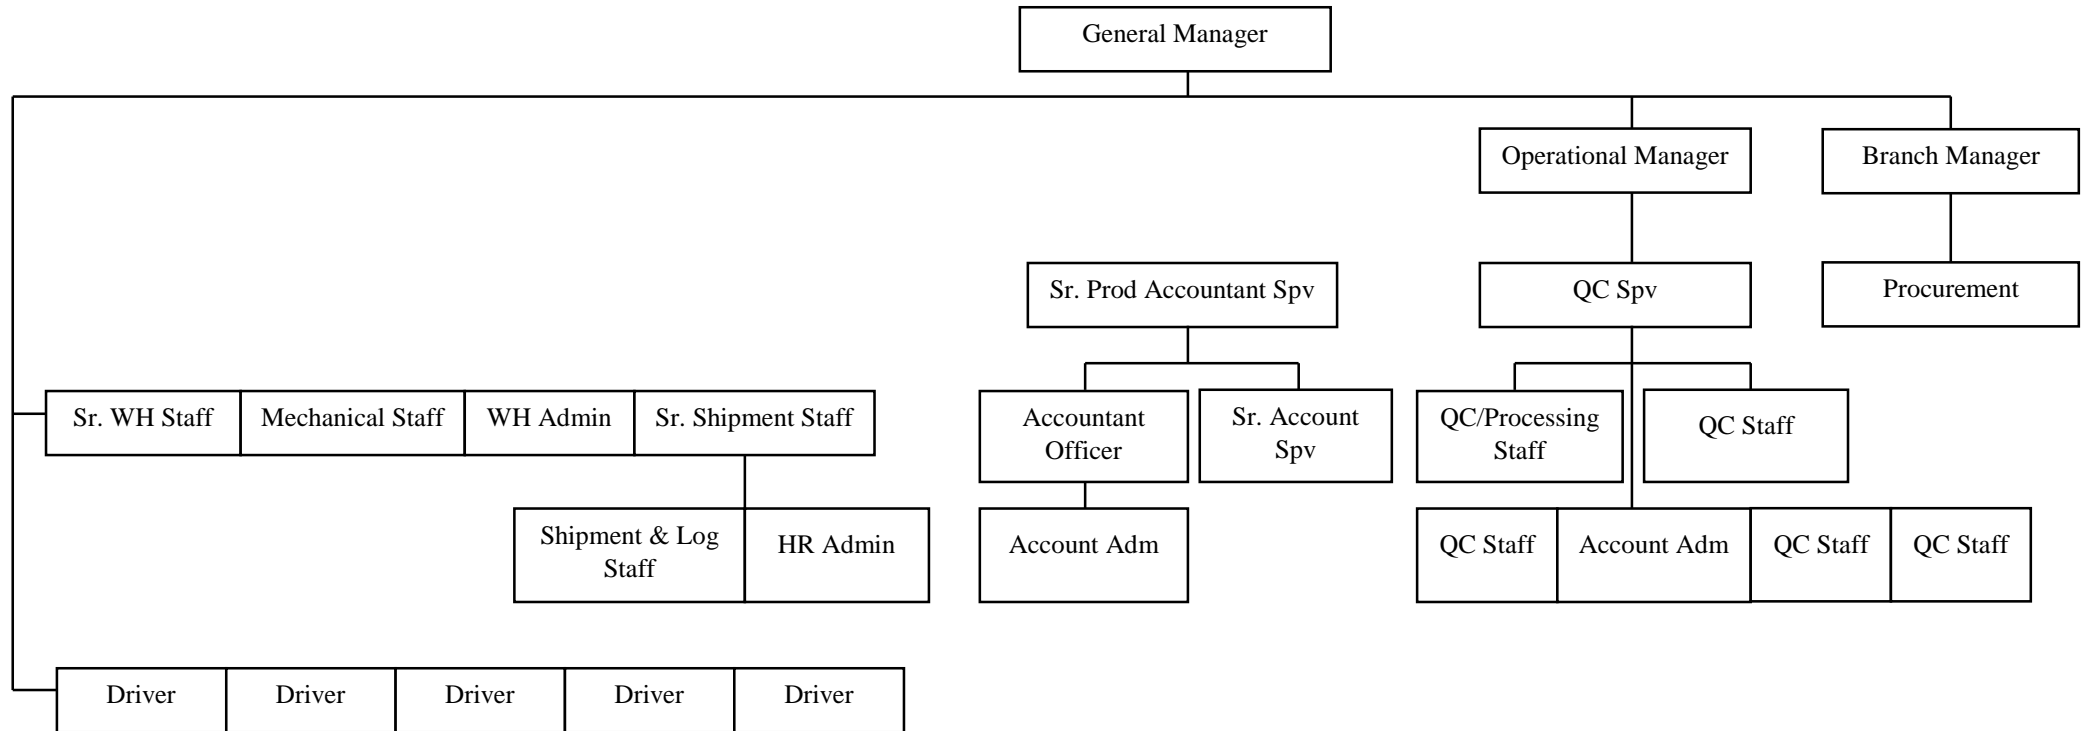 General Manager
Operational Manager
Branch Manager
Sr. Prod Accountant Spv
QC Spv
Procurement
Sr. WH Staff
Mechanical Staff
WH Admin
Sr. Shipment Staff
Accountant
Officer
Sr. Account
Spv
QC/Processing
Staff
QC Staff
Shipment & Log
Staff
HR Admin
Account Adm
QC Staff
Account Adm
QC Staff
QC Staff
Driver
Driver
Driver
Driver
Driver